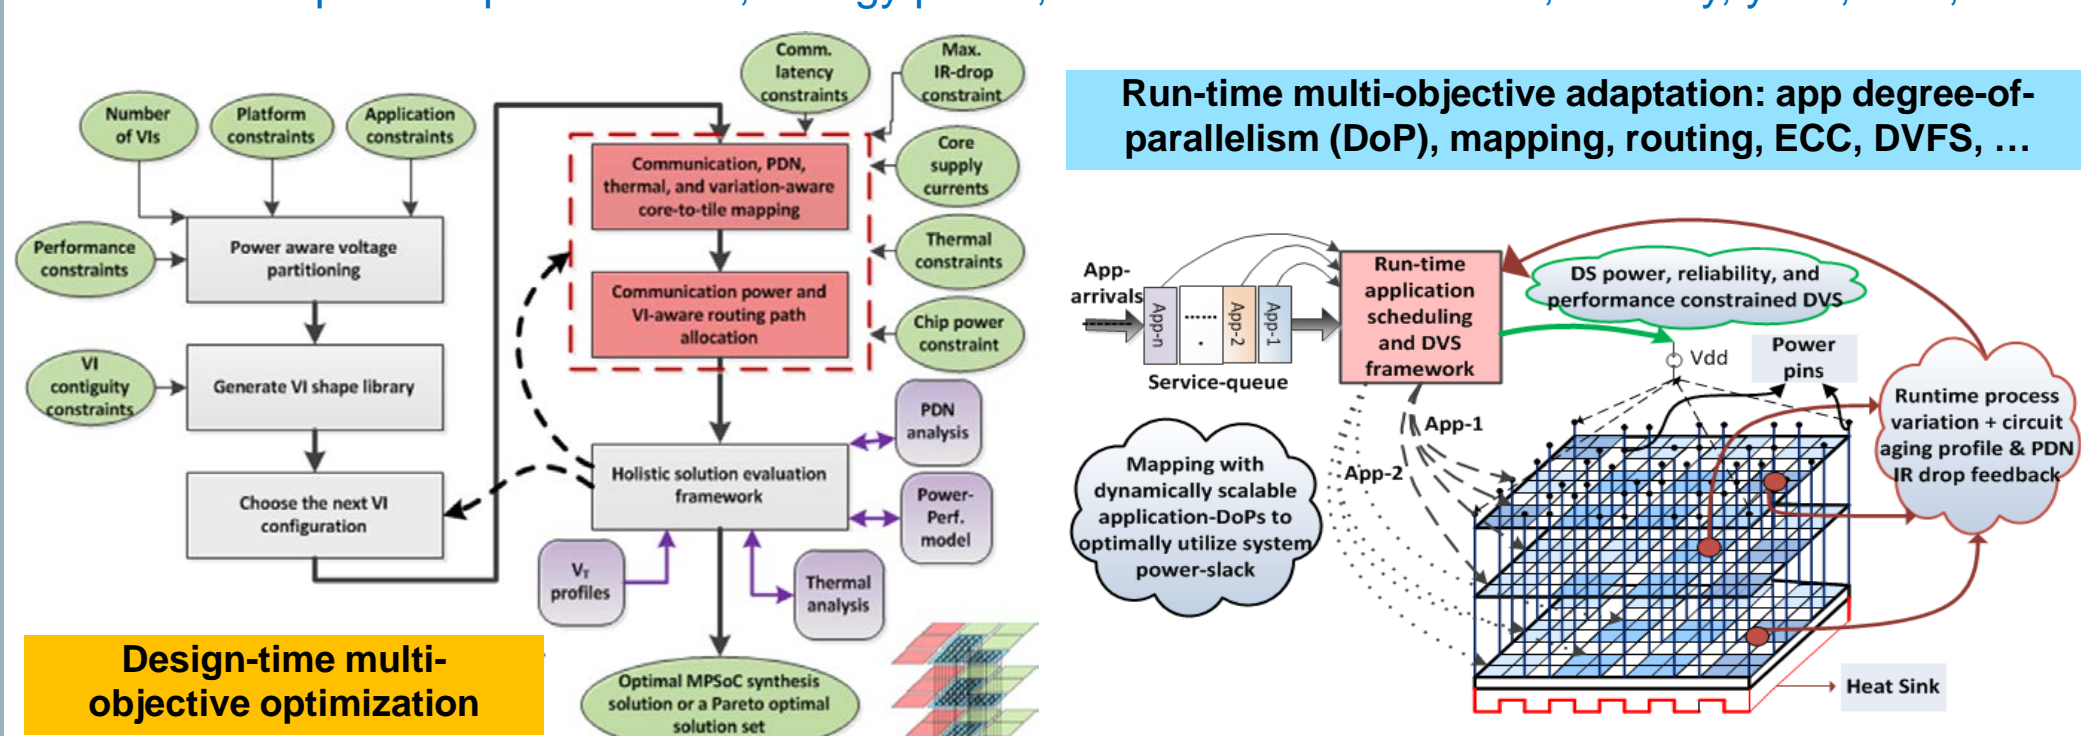 Comm.
latency
constraints
Max.
IR-drop
constraint
Number
of VIs
Platform
constraints
Application
constraints
Performance
constraints
Power aware voltage
partitioning
VI
contiguity
constraints
Generate VI shape library
Choose the next VI
configuration
Communication, PDN,
thermal, and variation-aware
core-to-tile mapping
Communication power and
VI-aware routing path
allocation
Core
supply
currents
Thermal
constraints
Chip power
constraint
Holistic solution evaluation
framework
PDN
analysis
Power-
Perf.
model
VT
profiles
Thermal
analysis
Optimal MPSoC synthesis
solution or a Pareto optimal
solution set
Design-time multi-
objective optimization
Run-time multi-objective adaptation: app degree-of-
parallelism (DoP), mapping, routing, ECC, DVFS, …
App-
arrivals
App-n
......
.
App-2
App-1
Service-queue
Run-time
application
scheduling
and DVS
framework
DS power, reliability, and
performance constrained DVS
Vdd
Power
pins
Runtime process
variation + circuit
aging profile & PDN
IR drop feedback
App-1
App-2
Mapping with
dynamically scalable
application-DoPs to
optimally utilize system
power-slack
Heat Sink